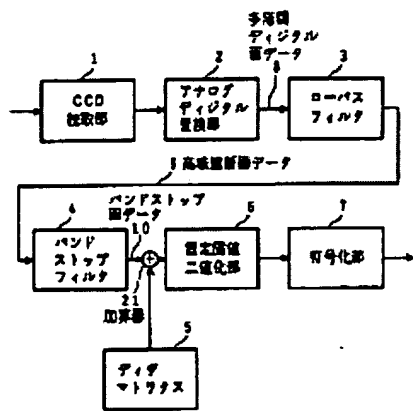 多階調
ディジタル
画データ
1
2
8
3
CCD
読取部
アナログ
ディジタル
変換部
ローパス
フィルタ
9 高域遮断画データ
バンドストップ
画データ
4
10
6
7
バンド
ストップ
フィルタ
固定閾値
二値化部
符号化部
21
加算器
5
ディザ
マトリクス